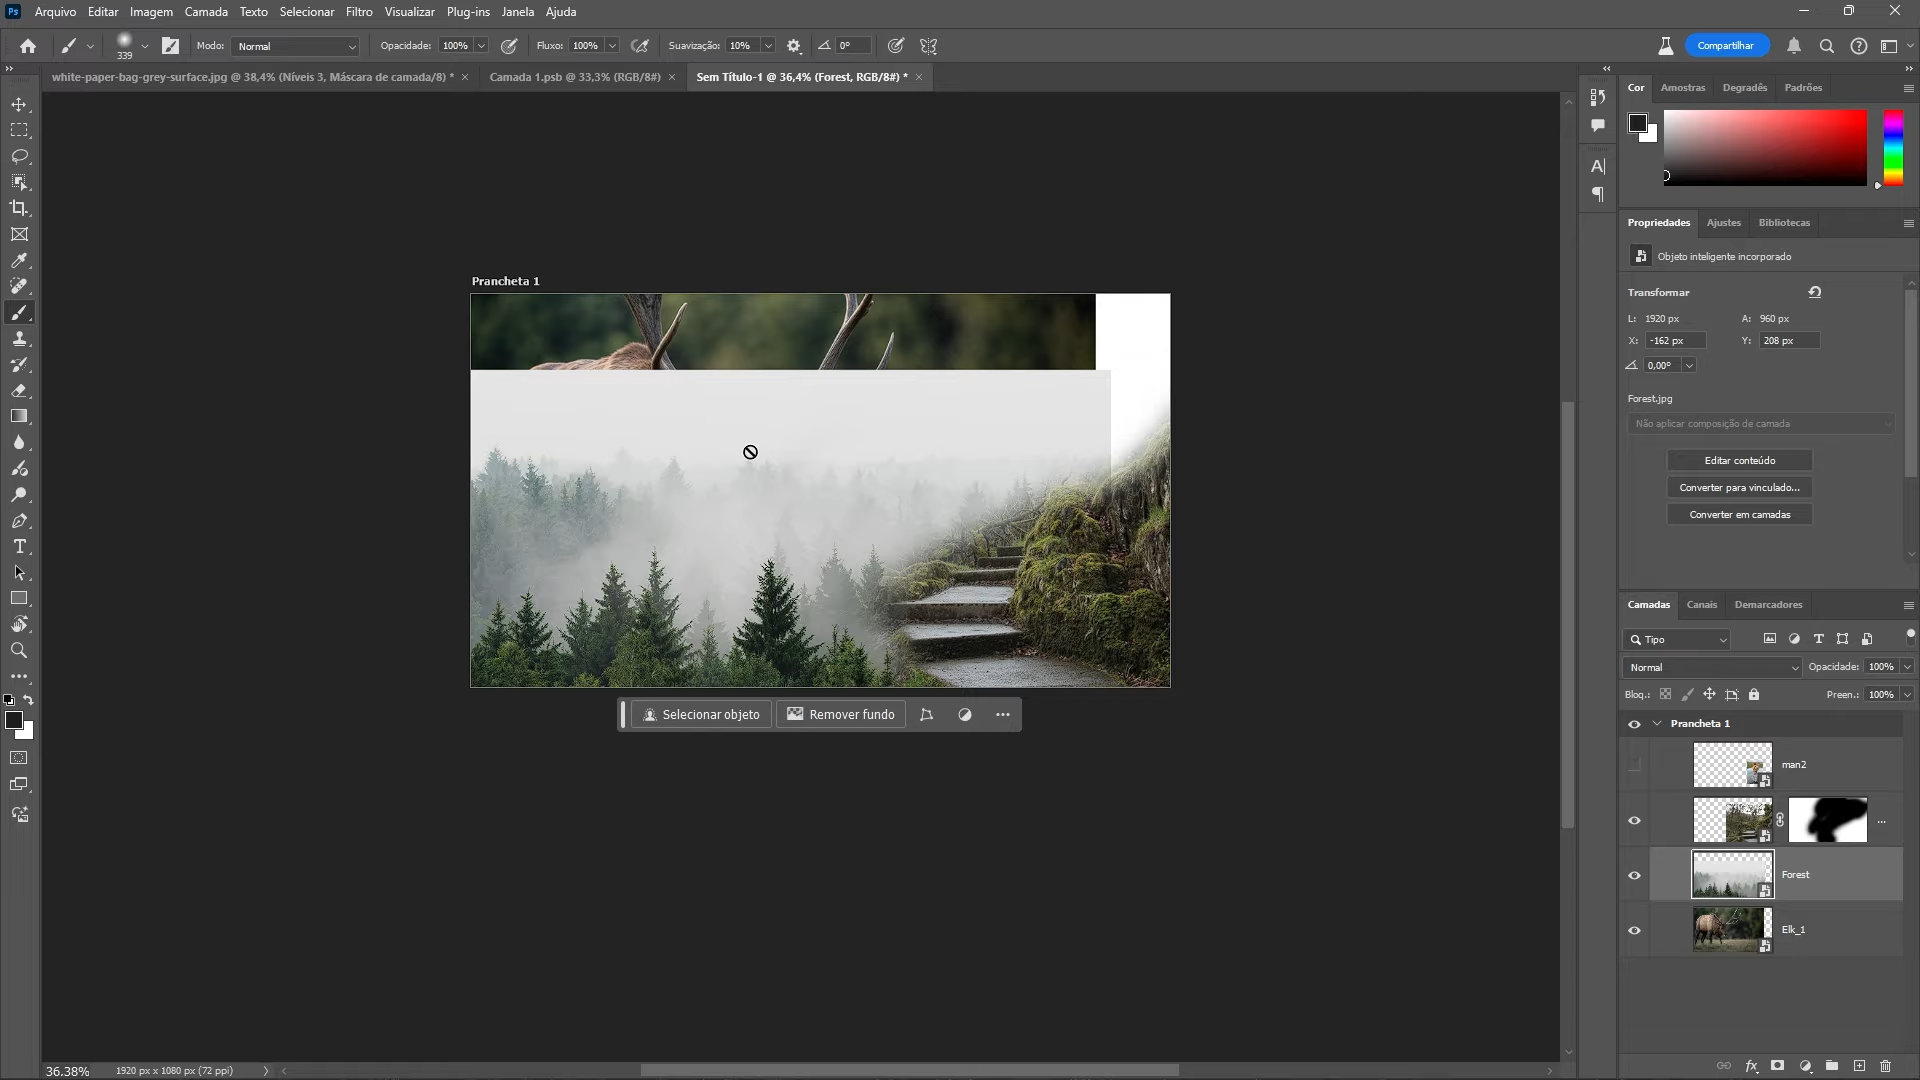 Ps Arquivo Editar Imagem Camada Texto Selecionar Filtro Visualizar Plug-ins Janela Ajuda
339 Modo: Normal Opacidade: 100% Fluxo: 100% Suavização: 10% 0° Compartilhar
white-paper-bag-grey-surface.jpg @ 38,4% (Níveis 3, Máscara de camada/8) * × Camada 1.psb @ 33,3% (RGB/8#) × Sem Título-1 @ 36,4% (Forest, RGB/8#) * ×
Cor Amostras Degradês Padrões
Propriedades Ajustes Bibliotecas
Objeto inteligente incorporado
Prancheta 1
Transformar
L: 1920 px A: 960 px
X: -162 px Y: 208 px
0,00°
Forest.jpg
Não aplicar composição de camada
Editar conteúdo
Converter para vinculado...
Converter em camadas
Camadas Canais Demarcadores
Tipo
Normal Opacidade: 100%
Bloq.: Preen.: 100%
Selecionar objeto Remover fundo
Prancheta 1
man2
...
Forest
Elk_1
36.38% 1920 px x 1080 px (72 ppi)